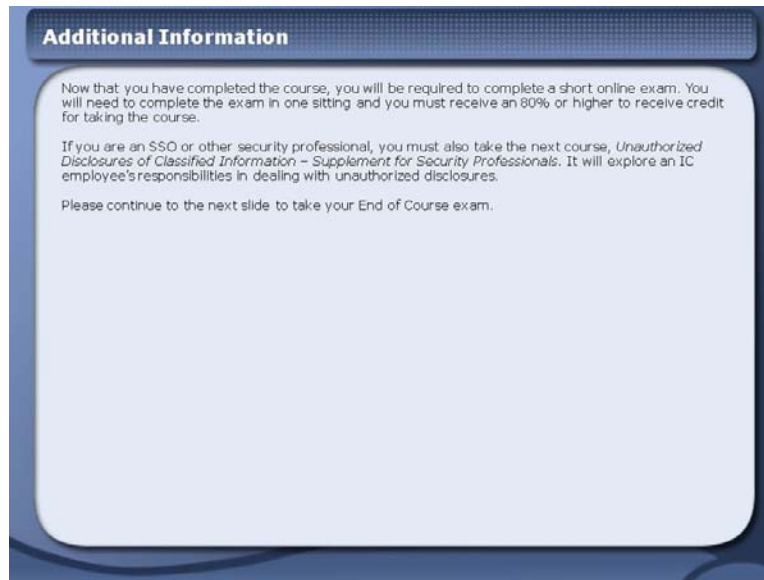 Additional Information
Now that you have completed the course, you will be required to complete a short online exam. You
will need to complete the exam in one sitting and you must receive an 80% or higher to receive credit
for taking the course.
If you are an SSO or other security professional, you must also take the next course, Unauthorized
Disclosures of Classified Information – Supplement for Security Professionals. It will explore an IC
employee's responsibilities in dealing with unauthorized disclosures.
Please continue to the next slide to take your End of Course exam.